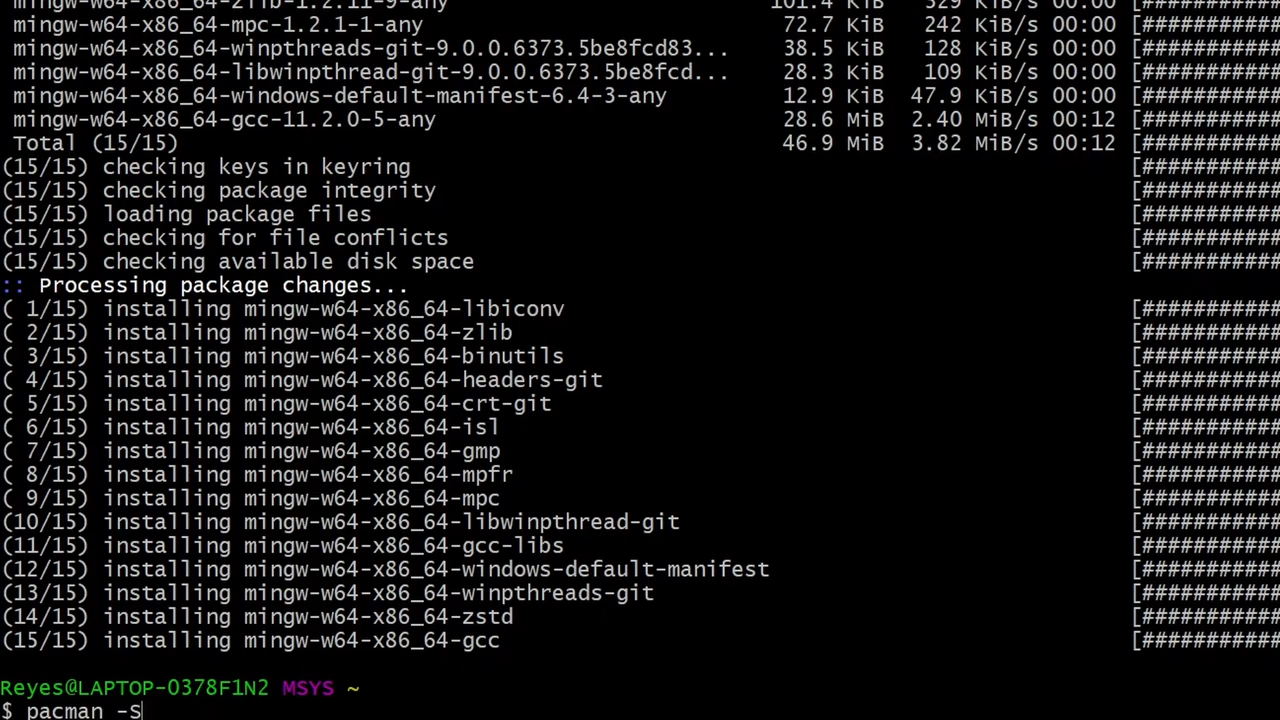 mingw-w64-x86_64-zlib-1.2.11-9-any 101.4 KiB 329 KiB/s 00:00 [###########
mingw-w64-x86_64-mpc-1.2.1-1-any 72.7 KiB 242 KiB/s 00:00 [###########
mingw-w64-x86_64-winpthreads-git-9.0.0.6373.5be8fcd83... 38.5 KiB 128 KiB/s 00:00 [###########
mingw-w64-x86_64-libwinpthread-git-9.0.0.6373.5be8fcd... 28.3 KiB 109 KiB/s 00:00 [###########
mingw-w64-x86_64-windows-default-manifest-6.4-3-any 12.9 KiB 47.9 KiB/s 00:00 [###########
mingw-w64-x86_64-gcc-11.2.0-5-any 28.6 MiB 2.40 MiB/s 00:12 [###########
Total (15/15) 46.9 MiB 3.82 MiB/s 00:12 [###########
(15/15) checking keys in keyring [###########
(15/15) checking package integrity [###########
(15/15) loading package files [###########
(15/15) checking for file conflicts [###########
(15/15) checking available disk space [###########
:: Processing package changes...
( 1/15) installing mingw-w64-x86_64-libiconv [###########
( 2/15) installing mingw-w64-x86_64-zlib [###########
( 3/15) installing mingw-w64-x86_64-binutils [###########
( 4/15) installing mingw-w64-x86_64-headers-git [###########
( 5/15) installing mingw-w64-x86_64-crt-git [###########
( 6/15) installing mingw-w64-x86_64-isl [###########
( 7/15) installing mingw-w64-x86_64-gmp [###########
( 8/15) installing mingw-w64-x86_64-mpfr [###########
( 9/15) installing mingw-w64-x86_64-mpc [###########
(10/15) installing mingw-w64-x86_64-libwinpthread-git [###########
(11/15) installing mingw-w64-x86_64-gcc-libs [###########
(12/15) installing mingw-w64-x86_64-windows-default-manifest [###########
(13/15) installing mingw-w64-x86_64-winpthreads-git [###########
(14/15) installing mingw-w64-x86_64-zstd [###########
(15/15) installing mingw-w64-x86_64-gcc [###########
Reyes@LAPTOP-O378F1N2 MSYS ~
$ pacman -S